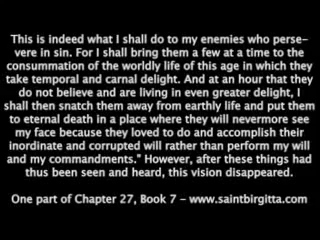 This is indeed what I shall do to my enemies who perse-
vere in sin. For I shall bring them a few at a time to the
consummation of the worldly life of this age in which they
take temporal and carnal delight. And at an hour that they
do not believe and are living in even greater delight, I
shall then snatch them away from earthly life and put them
to eternal death in a place where they will nevermore see
my face because they loved to do and accomplish their
inordinate and corrupted will rather than perform my will
and my commandments." However, after these things had
thus been seen and heard, this vision disappeared.
One part of Chapter 27, Book 7 - www.saintbirgitta.com